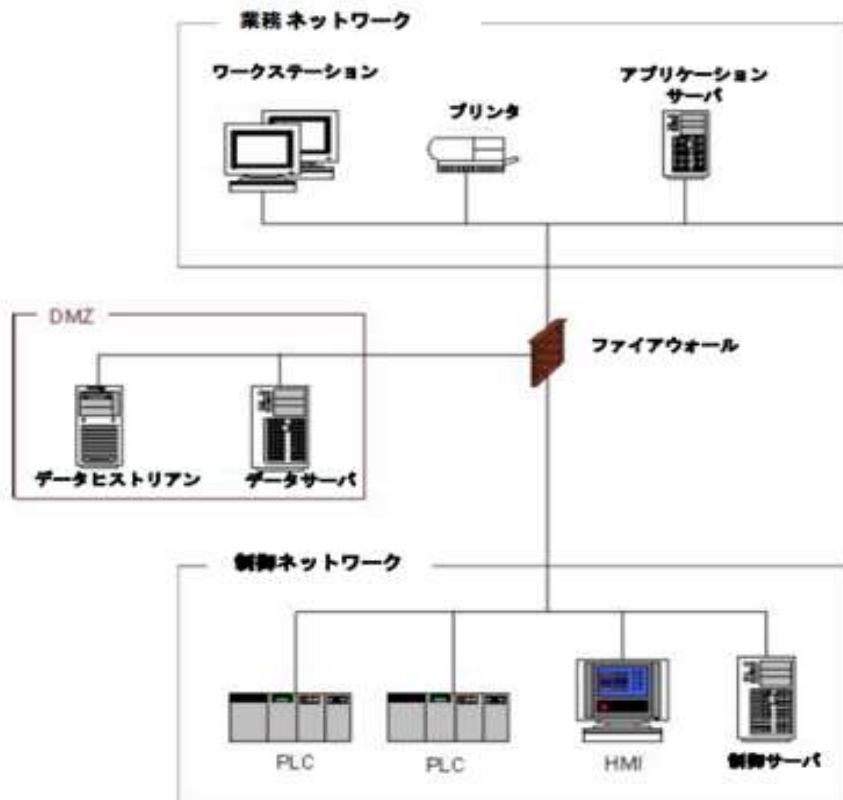 業務 ネットワーク
ワークステーション
プリンタ
アプリケーション
サーバ
DMZ
ファイアウォール
データヒストリアン
データサーバ
制御ネットワーク
PLC
PLC
HMI
制御サーバ